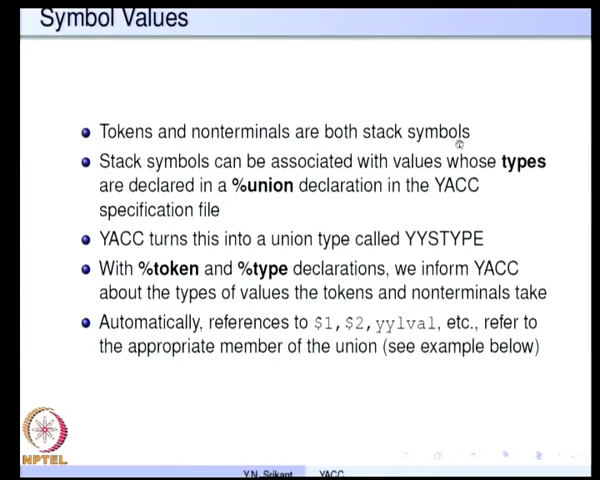 Symbol Values
Tokens and nonterminals are both stack symbols
Stack symbols can be associated with values whose types
are declared in a %union declaration in the YACC
specification file
YACC turns this into a union type called YYSTYPE
With %token and %type declarations, we inform YACC
about the types of values the tokens and nonterminals take
Automatically, references to $1, $2, yylval, etc., refer to
the appropriate member of the union (see example below)
NPTEL
Y.N. Srikant YACC